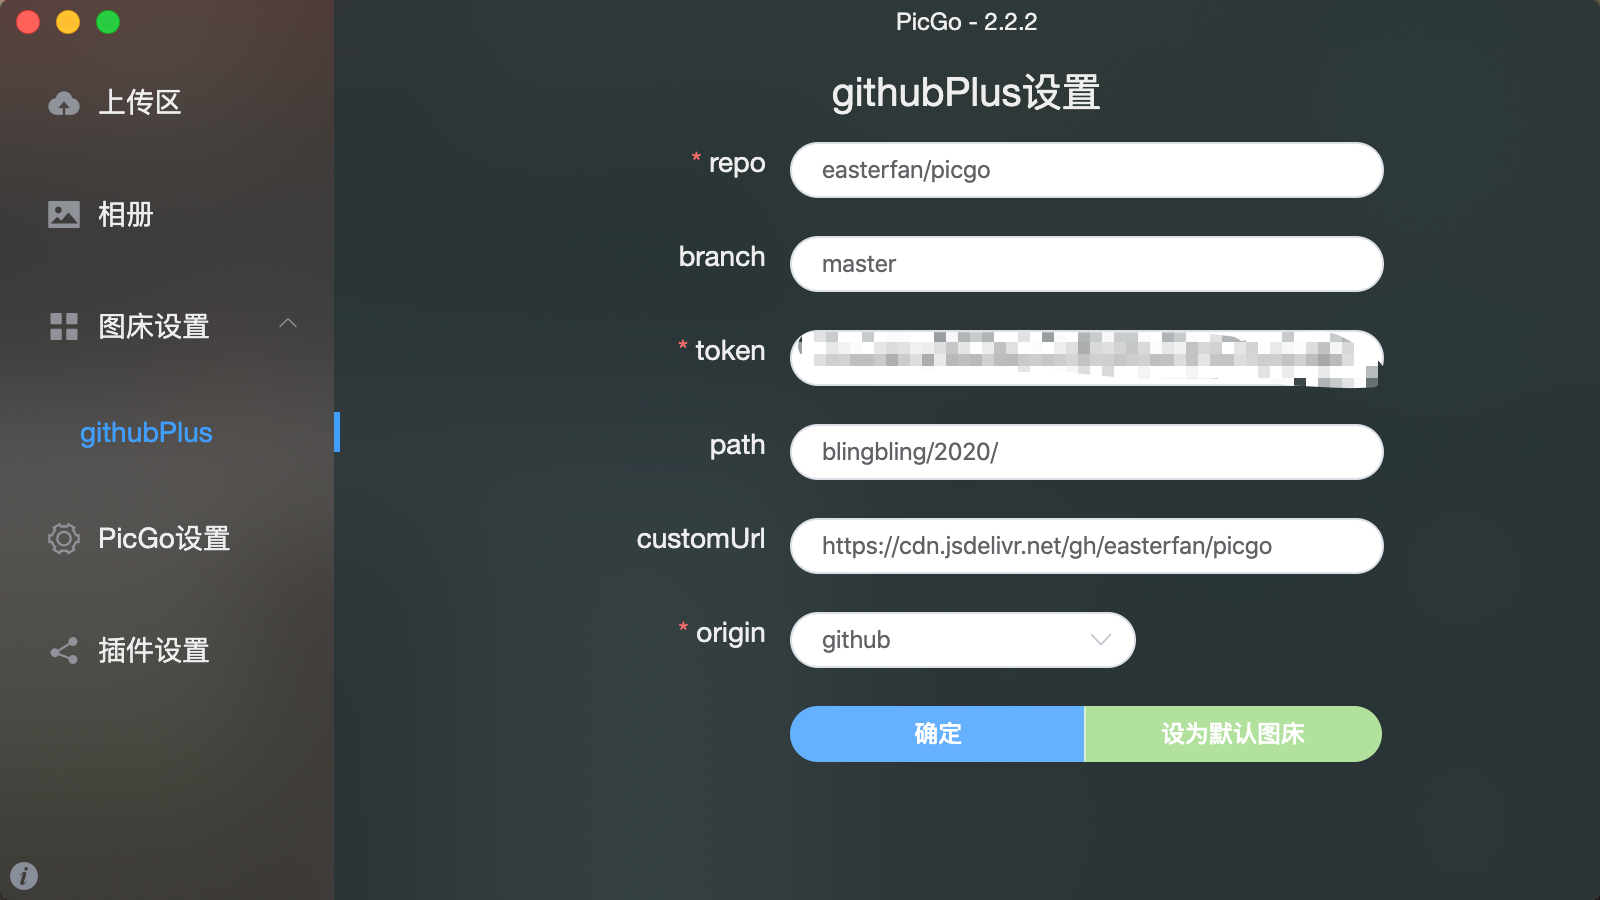 PicGo - 2.2.2
上传区
相册
图床设置
githubPlus
PicGo设置
插件设置
githubPlus设置
* repo easterfan/picgo
branch master
* token
path blingbling/2020/
customUrl https://cdn.jsdelivr.net/gh/easterfan/picgo
* origin github
确定 设为默认图床